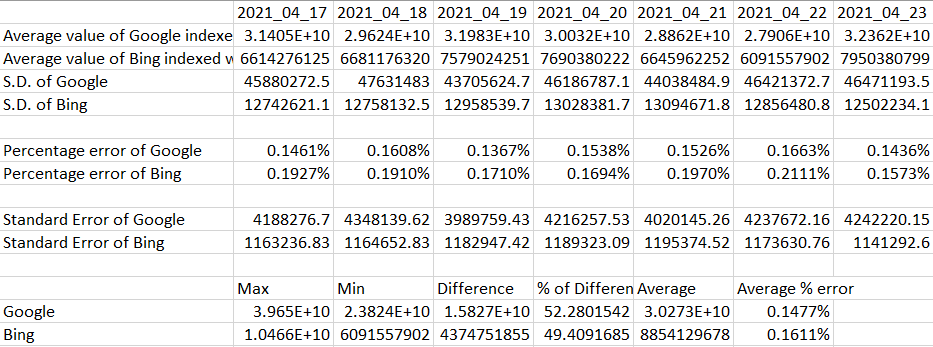 2021_04_17 2021_04_18 2021_04_19 2021_04_20 2021_04_21 2021_04_22 2021_04_23
Average value of Google indexe 3.1405E+10 2.9624E+10 3.1983E+10 3.0032E+10 2.8862E+10 2.7906E+10 3.2362E+10
Average value of Bing indexed w 6614276125 6681176320 7579024251 7690380222 6645962252 6091557902 7950380799
S.D. of Google 45880272.5 47631483 43705624.7 46186787.1 44038484.9 46421372.7 46471193.5
S.D. of Bing 12742621.1 12758132.5 12958539.7 13028381.7 13094671.8 12856480.8 12502234.1
Percentage error of Google 0.1461% 0.1608% 0.1367% 0.1538% 0.1526% 0.1663% 0.1436%
Percentage error of Bing 0.1927% 0.1910% 0.1710% 0.1694% 0.1970% 0.2111% 0.1573%
Standard Error of Google 4188276.7 4348139.62 3989759.43 4216257.53 4020145.26 4237672.16 4242220.15
Standard Error of Bing 1163236.83 1164652.83 1182947.42 1189323.09 1195374.52 1173630.76 1141292.6
Max Min Difference % of Differen Average Average % error
Google 3.965E+10 2.3824E+10 1.5827E+10 52.2801542 3.0273E+10 0.1477%
Bing 1.0466E+10 6091557902 4374751855 49.4091685 8854129678 0.1611%